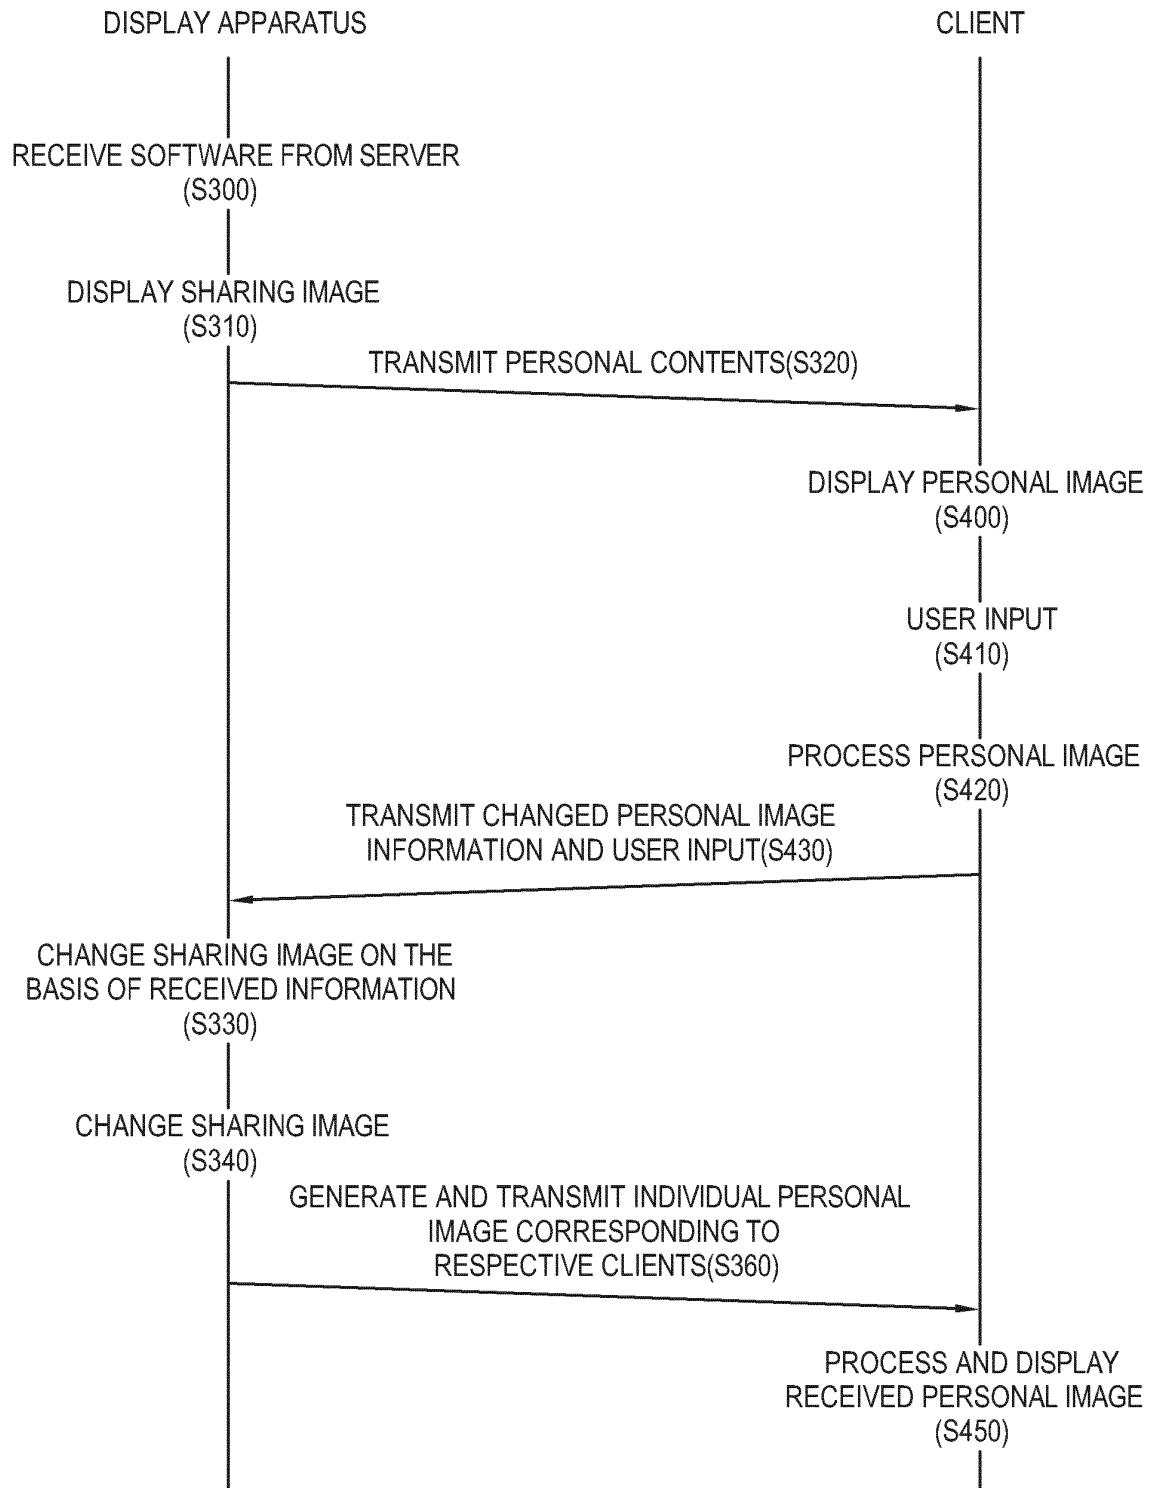 DISPLAY APPARATUS
CLIENT
RECEIVE SOFTWARE FROM SERVER
(S300)
DISPLAY SHARING IMAGE
(S310)
TRANSMIT PERSONAL CONTENTS(S320)
DISPLAY PERSONAL IMAGE
(S400)
USER INPUT
(S410)
PROCESS PERSONAL IMAGE
(S420)
TRANSMIT CHANGED PERSONAL IMAGE
INFORMATION AND USER INPUT(S430)
CHANGE SHARING IMAGE ON THE
BASIS OF RECEIVED INFORMATION
(S330)
CHANGE SHARING IMAGE
(S340)
GENERATE AND TRANSMIT INDIVIDUAL PERSONAL
IMAGE CORRESPONDING TO
RESPECTIVE CLIENTS(S360)
PROCESS AND DISPLAY
RECEIVED PERSONAL IMAGE
(S450)